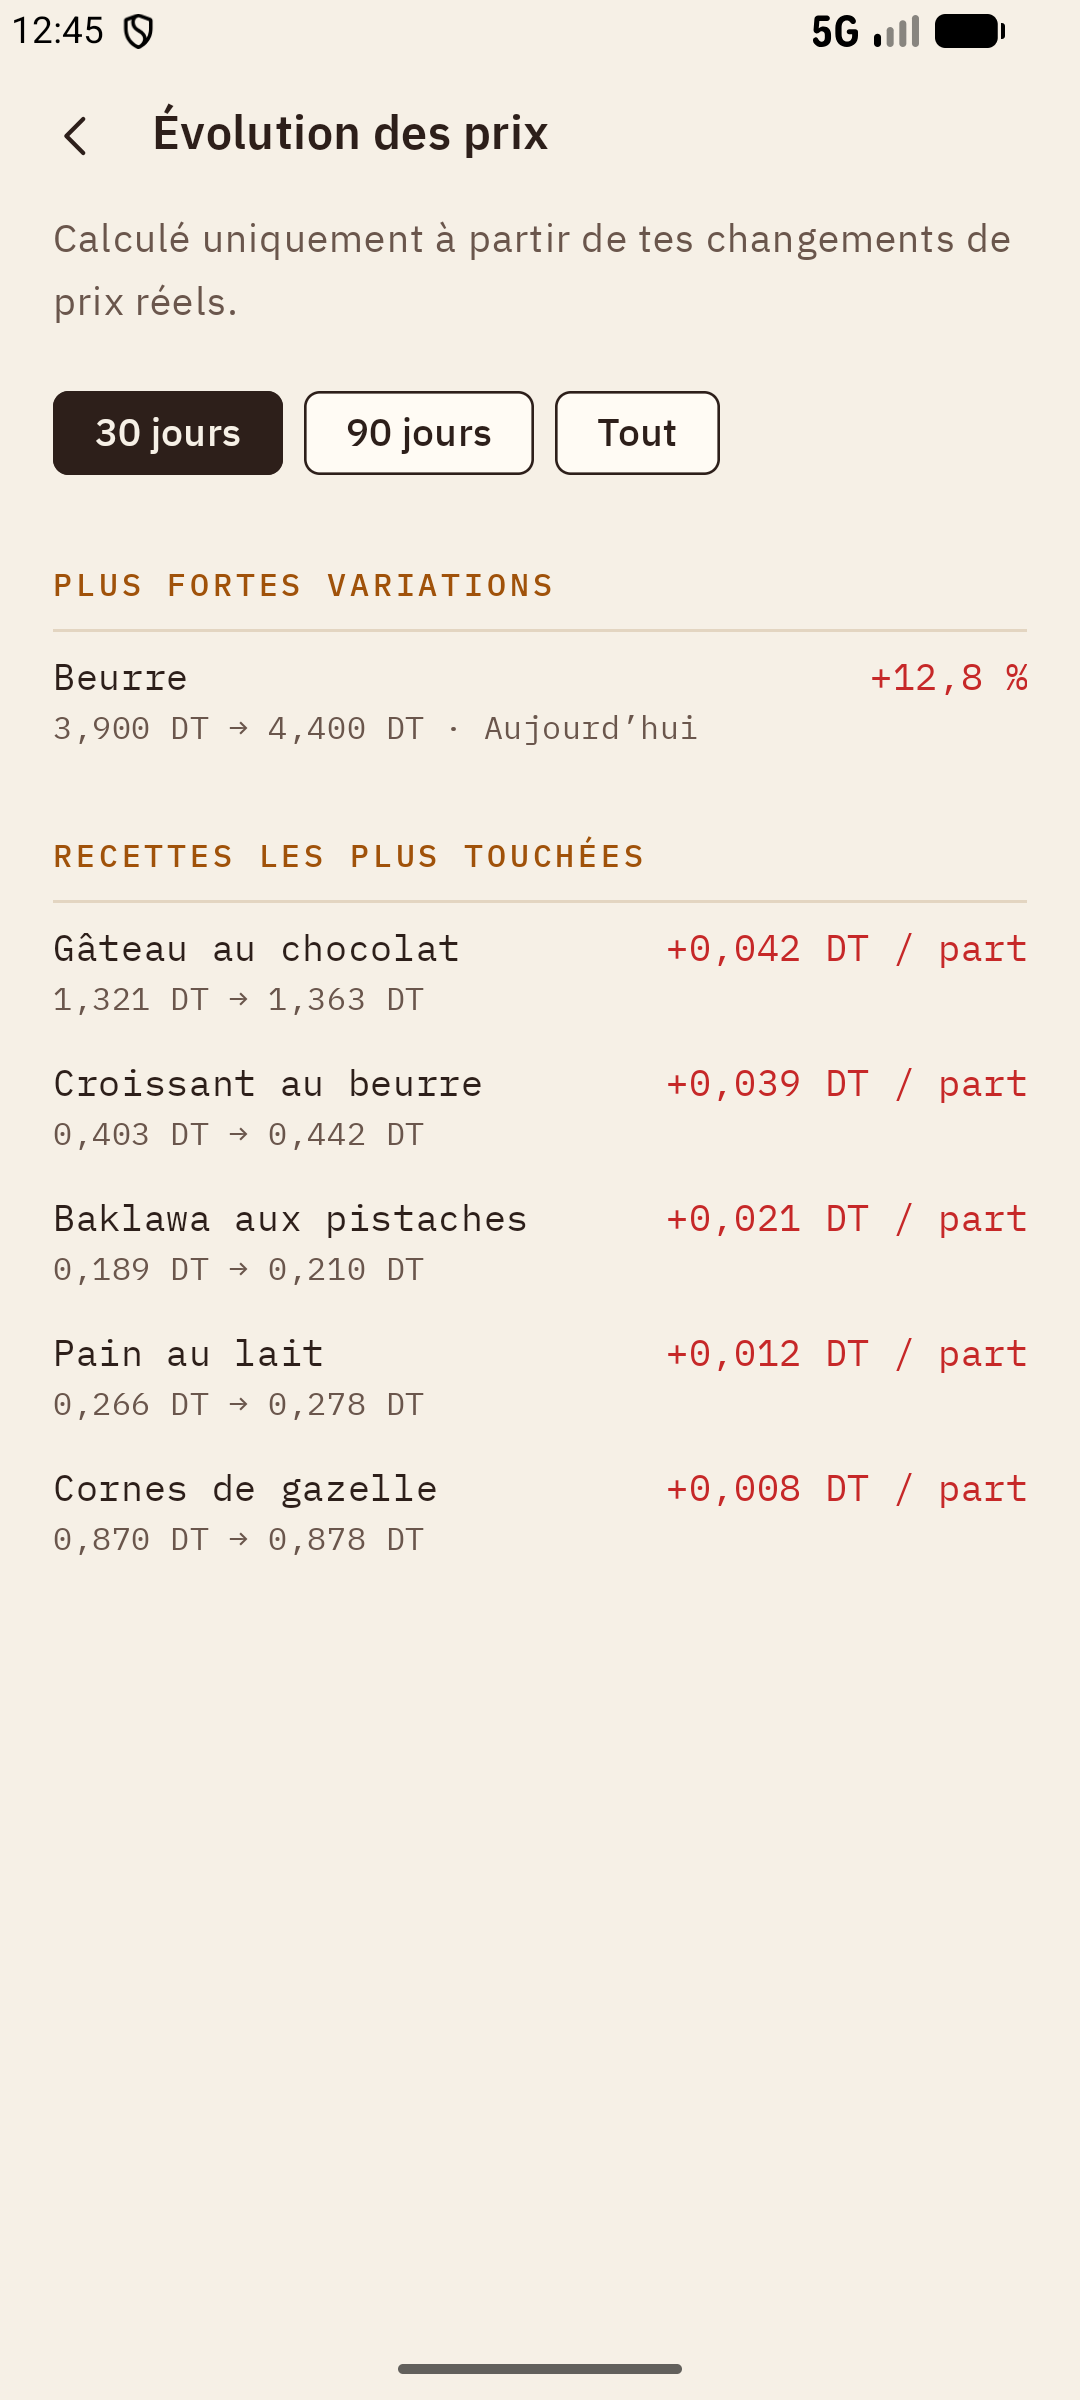 12:45
5G
Évolution des prix
Calculé uniquement à partir de tes changements de
prix réels.
30 jours
90 jours
Tout
PLUS FORTES VARIATIONS
Beurre +12,8 %
3,900 DT → 4,400 DT · Aujourd’hui
RECETTES LES PLUS TOUCHÉES
Gâteau au chocolat +0,042 DT / part
1,321 DT → 1,363 DT
Croissant au beurre +0,039 DT / part
0,403 DT → 0,442 DT
Baklawa aux pistaches +0,021 DT / part
0,189 DT → 0,210 DT
Pain au lait +0,012 DT / part
0,266 DT → 0,278 DT
Cornes de gazelle +0,008 DT / part
0,870 DT → 0,878 DT